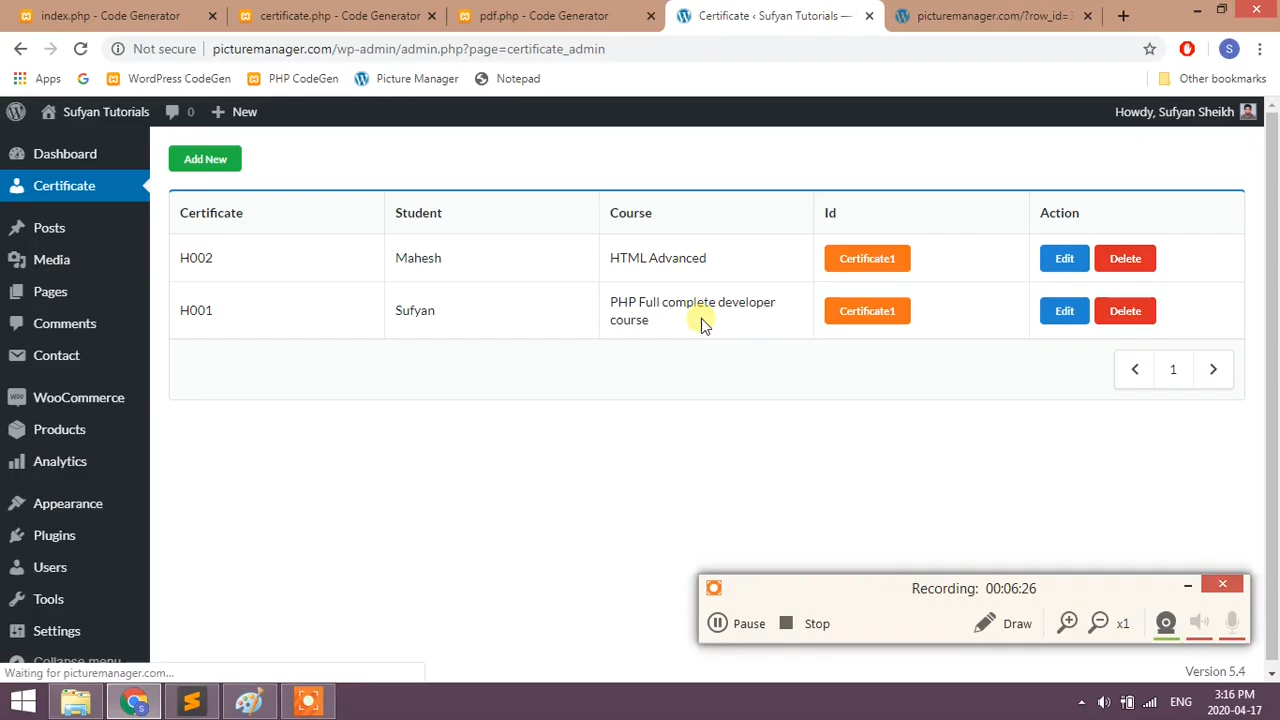 index.php - Code Generator
certificate.php - Code Generator
pdf.php - Code Generator
Certificate ‹ Sufyan Tutorials —
picturemanager.com/?row_id=
Not secure
picturemanager.com/wp-admin/admin.php?page=certificate_admin
S
Apps
WordPress CodeGen
PHP CodeGen
Picture Manager
Notepad
Other bookmarks
Sufyan Tutorials
0
New
Howdy, Sufyan Sheikh
Dashboard
Certificate
Posts
Media
Pages
Comments
Contact
WooCommerce
Products
Analytics
Appearance
Plugins
Users
Tools
Settings
Collapse menu
Add New
Certificate Student Course Id Action
H002 Mahesh HTML Advanced Certificate1 Edit Delete
H001 Sufyan PHP Full complete developer Certificate1 Edit Delete
course
1
Recording: 00:06:26
Pause
Stop
Draw
x1
Waiting for picturemanager.com...
Version 5.4
ENG
3:16 PM
2020-04-17